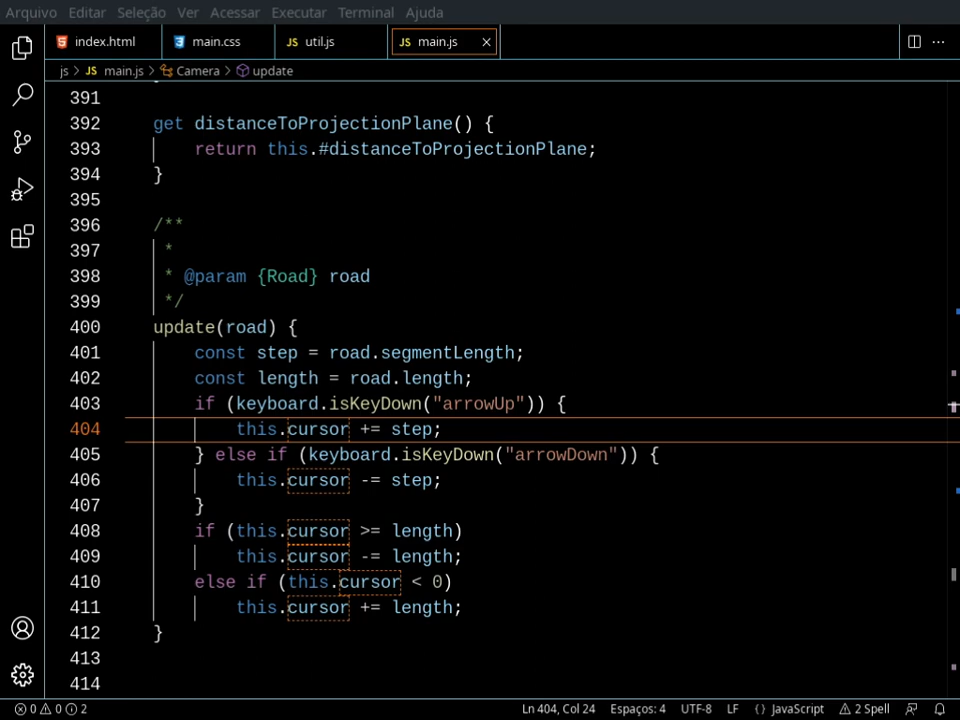 Arquivo Editar Seleção Ver Acessar Executar Terminal Ajuda
index.html main.css JS util.js JS main.js
js > JS main.js > Camera > update
391
392 get distanceToProjectionPlane() {
393 return this.#distanceToProjectionPlane;
394 }
395
396 /**
397 *
398 * @param {Road} road
399 */
400 update(road) {
401 const step = road.segmentLength;
402 const length = road.length;
403 if (keyboard.isKeyDown("arrowUp")) {
404 this.cursor += step;
405 } else if (keyboard.isKeyDown("arrowDown")) {
406 this.cursor -= step;
407 }
408 if (this.cursor >= length)
409 this.cursor -= length;
410 else if (this.cursor < 0)
411 this.cursor += length;
412 }
413
414
0 0 2 Ln 404, Col 24 Espaços: 4 UTF-8 LF {} JavaScript 2 Spell